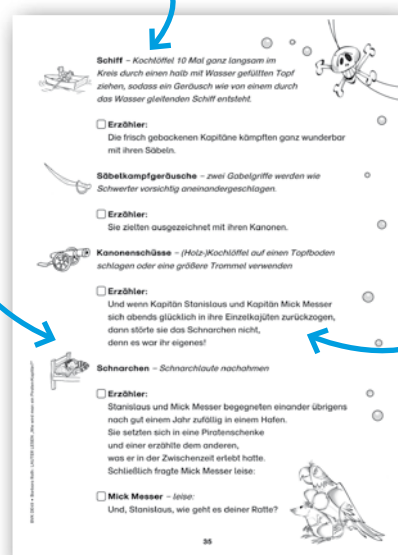 Schiff – Kochlöffel 10 Mal ganz langsam im
Kreis durch einen halb mit Wasser gefüllten Topf
ziehen, sodass ein Geräusch wie von einem durch
das Wasser gleitenden Schiff entsteht.
Erzähler:
Die frisch gebackenen Kapitäne kämpften ganz wunderbar
mit ihren Säbeln.
Säbelkampfgeräusche – zwei Gabelgriffe werden wie
Schwerter vorsichtig aneinandergeschlagen.
Erzähler:
Sie zielten ausgezeichnet mit ihren Kanonen.
Kanonenschüsse – (Holz-)Kochlöffel auf einen Topfboden
schlagen oder eine größere Trommel verwenden
Erzähler:
Und wenn Kapitän Stanislaus und Kapitän Mick Messer
sich abends glücklich in ihre Einzelkajüten zurückzogen,
dann störte sie das Schnarchen nicht,
denn es war ihr eigenes!
Schnarchen – Schnarchlaute nachahmen
Erzähler:
Stanislaus und Mick Messer begegneten einander übrigens
nach gut einem Jahr zufällig in einem Hafen.
Sie setzten sich in eine Piratenschenke
und einer erzählte dem anderen,
was er in der Zwischenzeit erlebt hatte.
Schließlich fragte Mick Messer leise:
Mick Messer – leise:
Und, Stanislaus, wie geht es deiner Ratte?
35